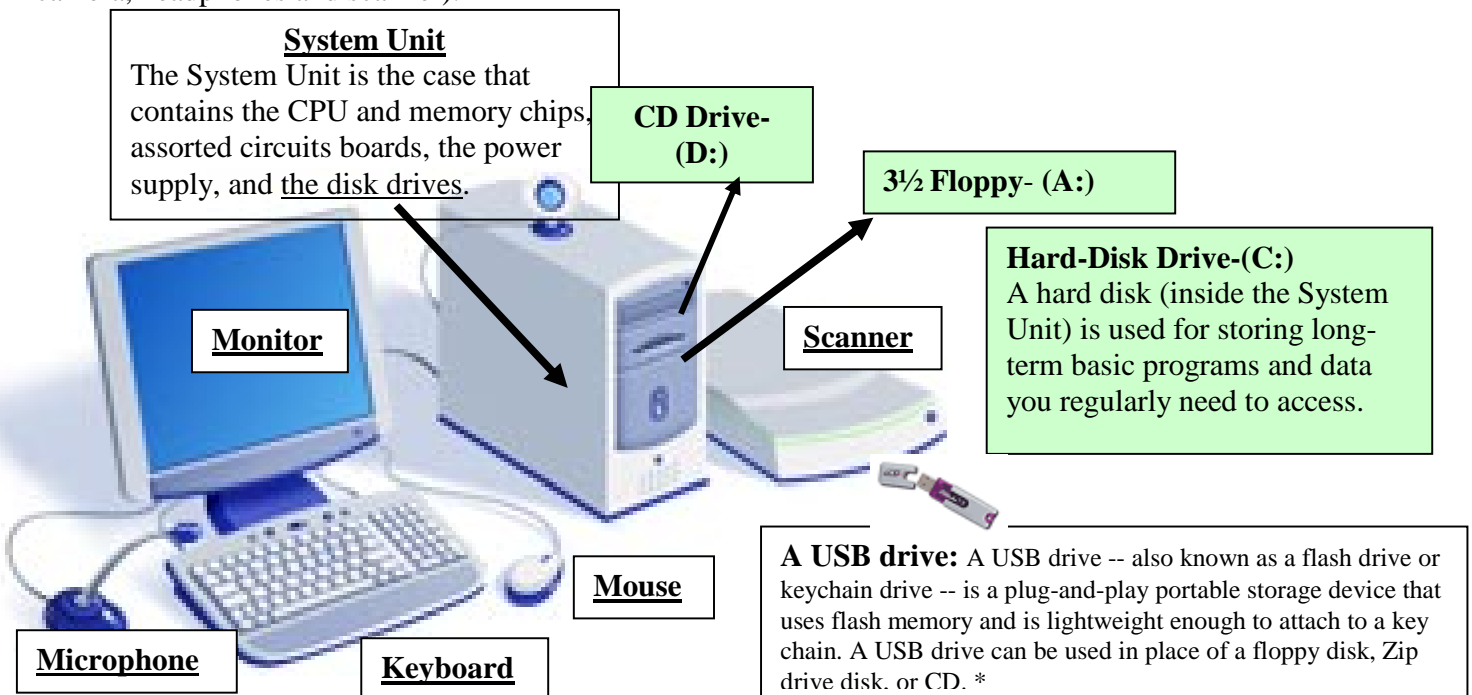 System Unit
The System Unit is the case that
contains the CPU and memory chips,
assorted circuits boards, the power
supply, and the disk drives.
CD Drive-
(D:)
3½ Floppy- (A:)
Hard-Disk Drive-(C:)
A hard disk (inside the System
Unit) is used for storing long-
term basic programs and data
you regularly need to access.
Monitor
Scanner
Mouse
A USB drive: A USB drive -- also known as a flash drive or
keychain drive -- is a plug-and-play portable storage device that
uses flash memory and is lightweight enough to attach to a key
chain. A USB drive can be used in place of a floppy disk, Zip
drive disk, or CD. *
Microphone
Keyboard